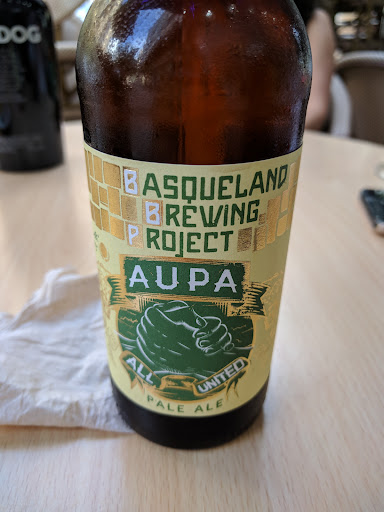 DOG
BASQUELAND
BREWING
PROJECT
AUPA
ALL UNITED
PALE ALE